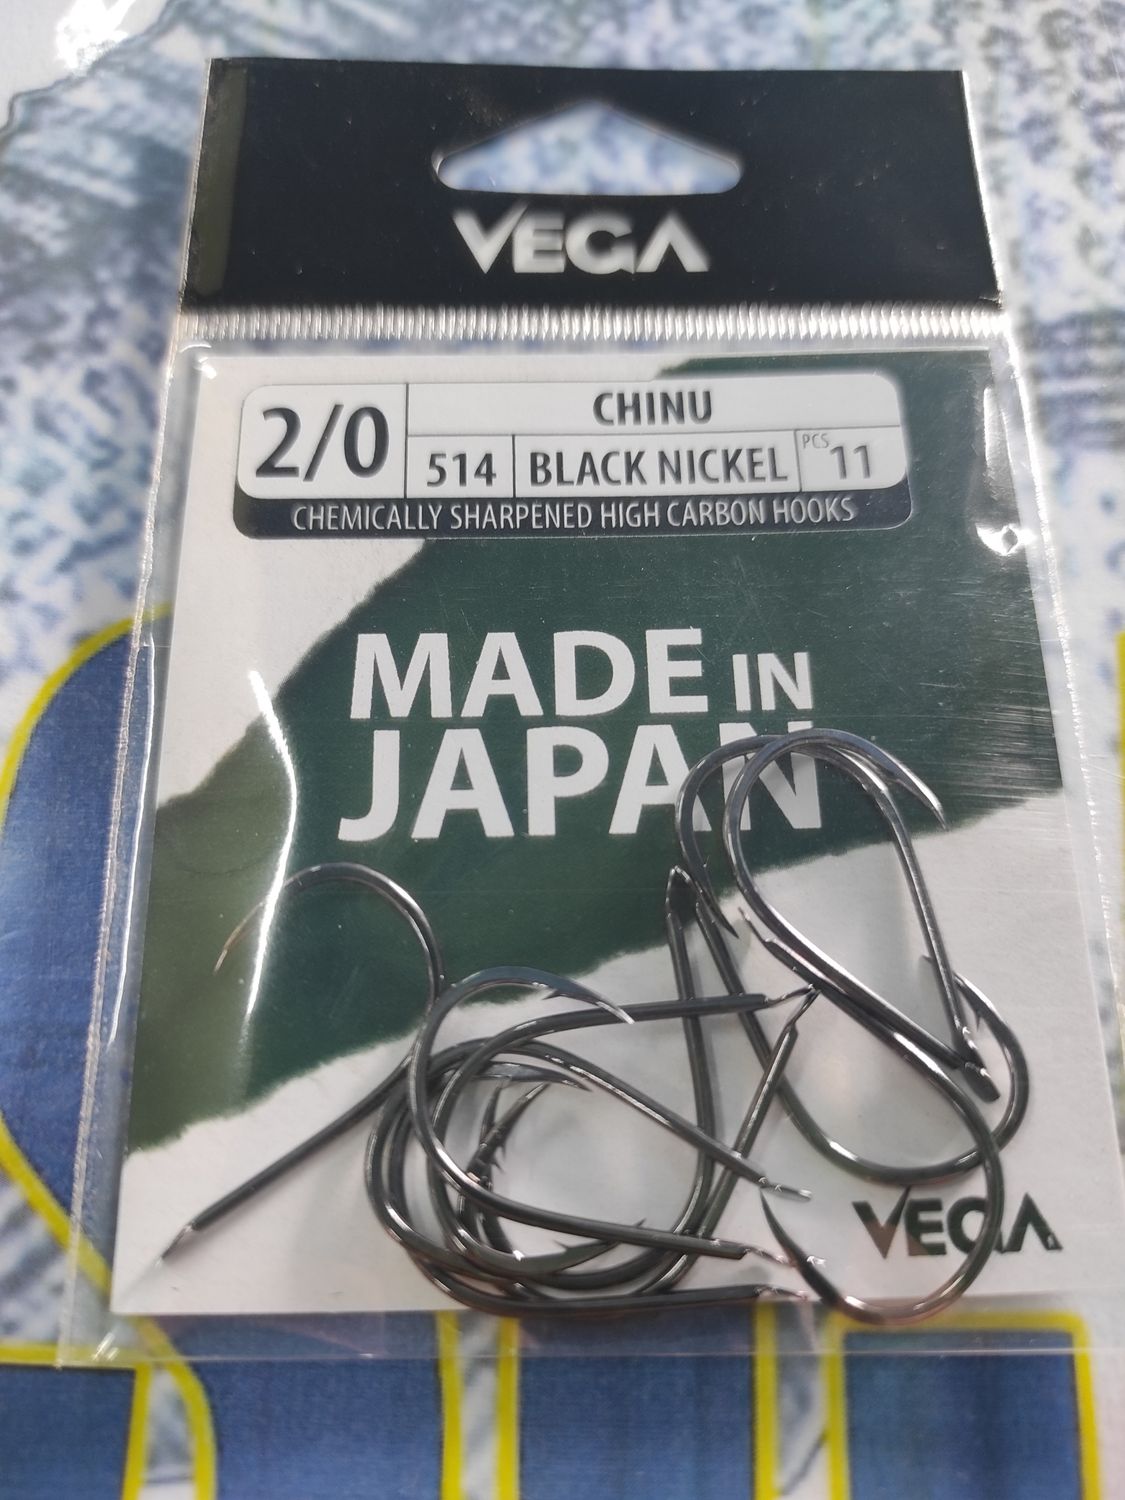 VEGA
2/0
CHINU
514
BLACK NICKEL
PCS 11
CHEMICALLY SHARPENED HIGH CARBON HOOKS
MADE IN
JAPAN
VEGA